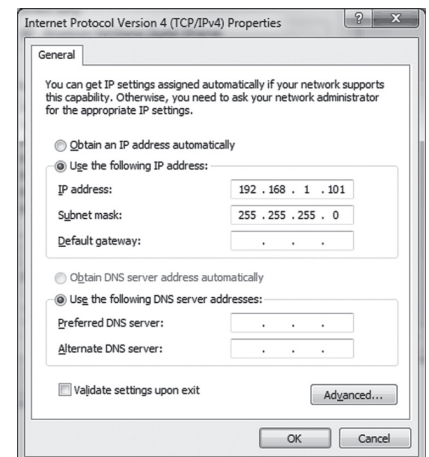 Internet Protocol Version 4 (TCP/IPv4) Properties
General
You can get IP settings assigned automatically if your network supports
this capability. Otherwise, you need to ask your network administrator
for the appropriate IP settings.
Obtain an IP address automatically
Use the following IP address:
IP address: 192 . 168 . 1 . 101
Subnet mask: 255 . 255 . 255 . 0
Default gateway: . . .
Obtain DNS server address automatically
Use the following DNS server addresses:
Preferred DNS server: . . .
Alternate DNS server: . . .
Validate settings upon exit
Advanced...
OK Cancel